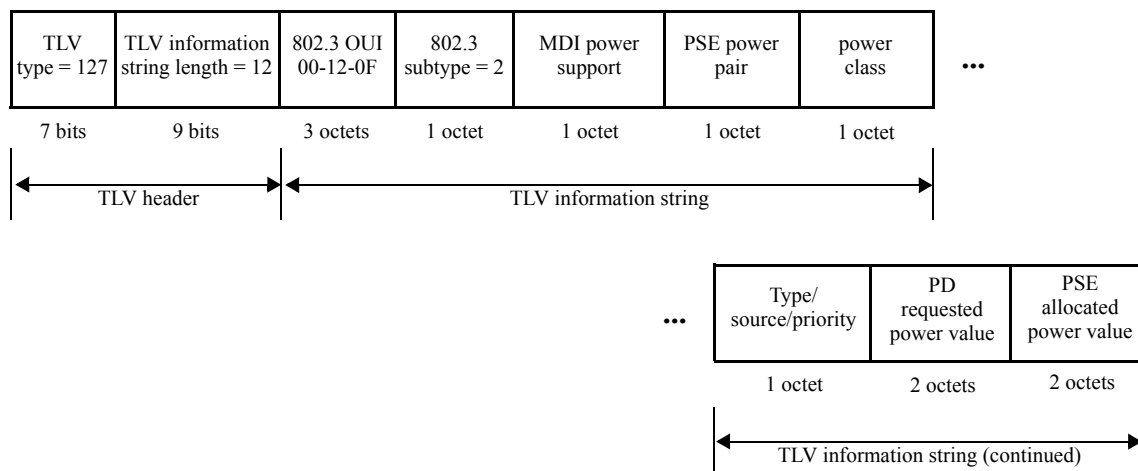 TLV
type = 127
TLV information
string length = 12
802.3 OUI
00-12-0F
802.3
subtype = 2
MDI power
support
PSE power
pair
power
class
...
7 bits
9 bits
3 octets
1 octet
1 octet
1 octet
1 octet
TLV header
TLV information string
...
Type/
source/priority
PD
requested
power value
PSE
allocated
power value
1 octet
2 octets
2 octets
TLV information string (continued)